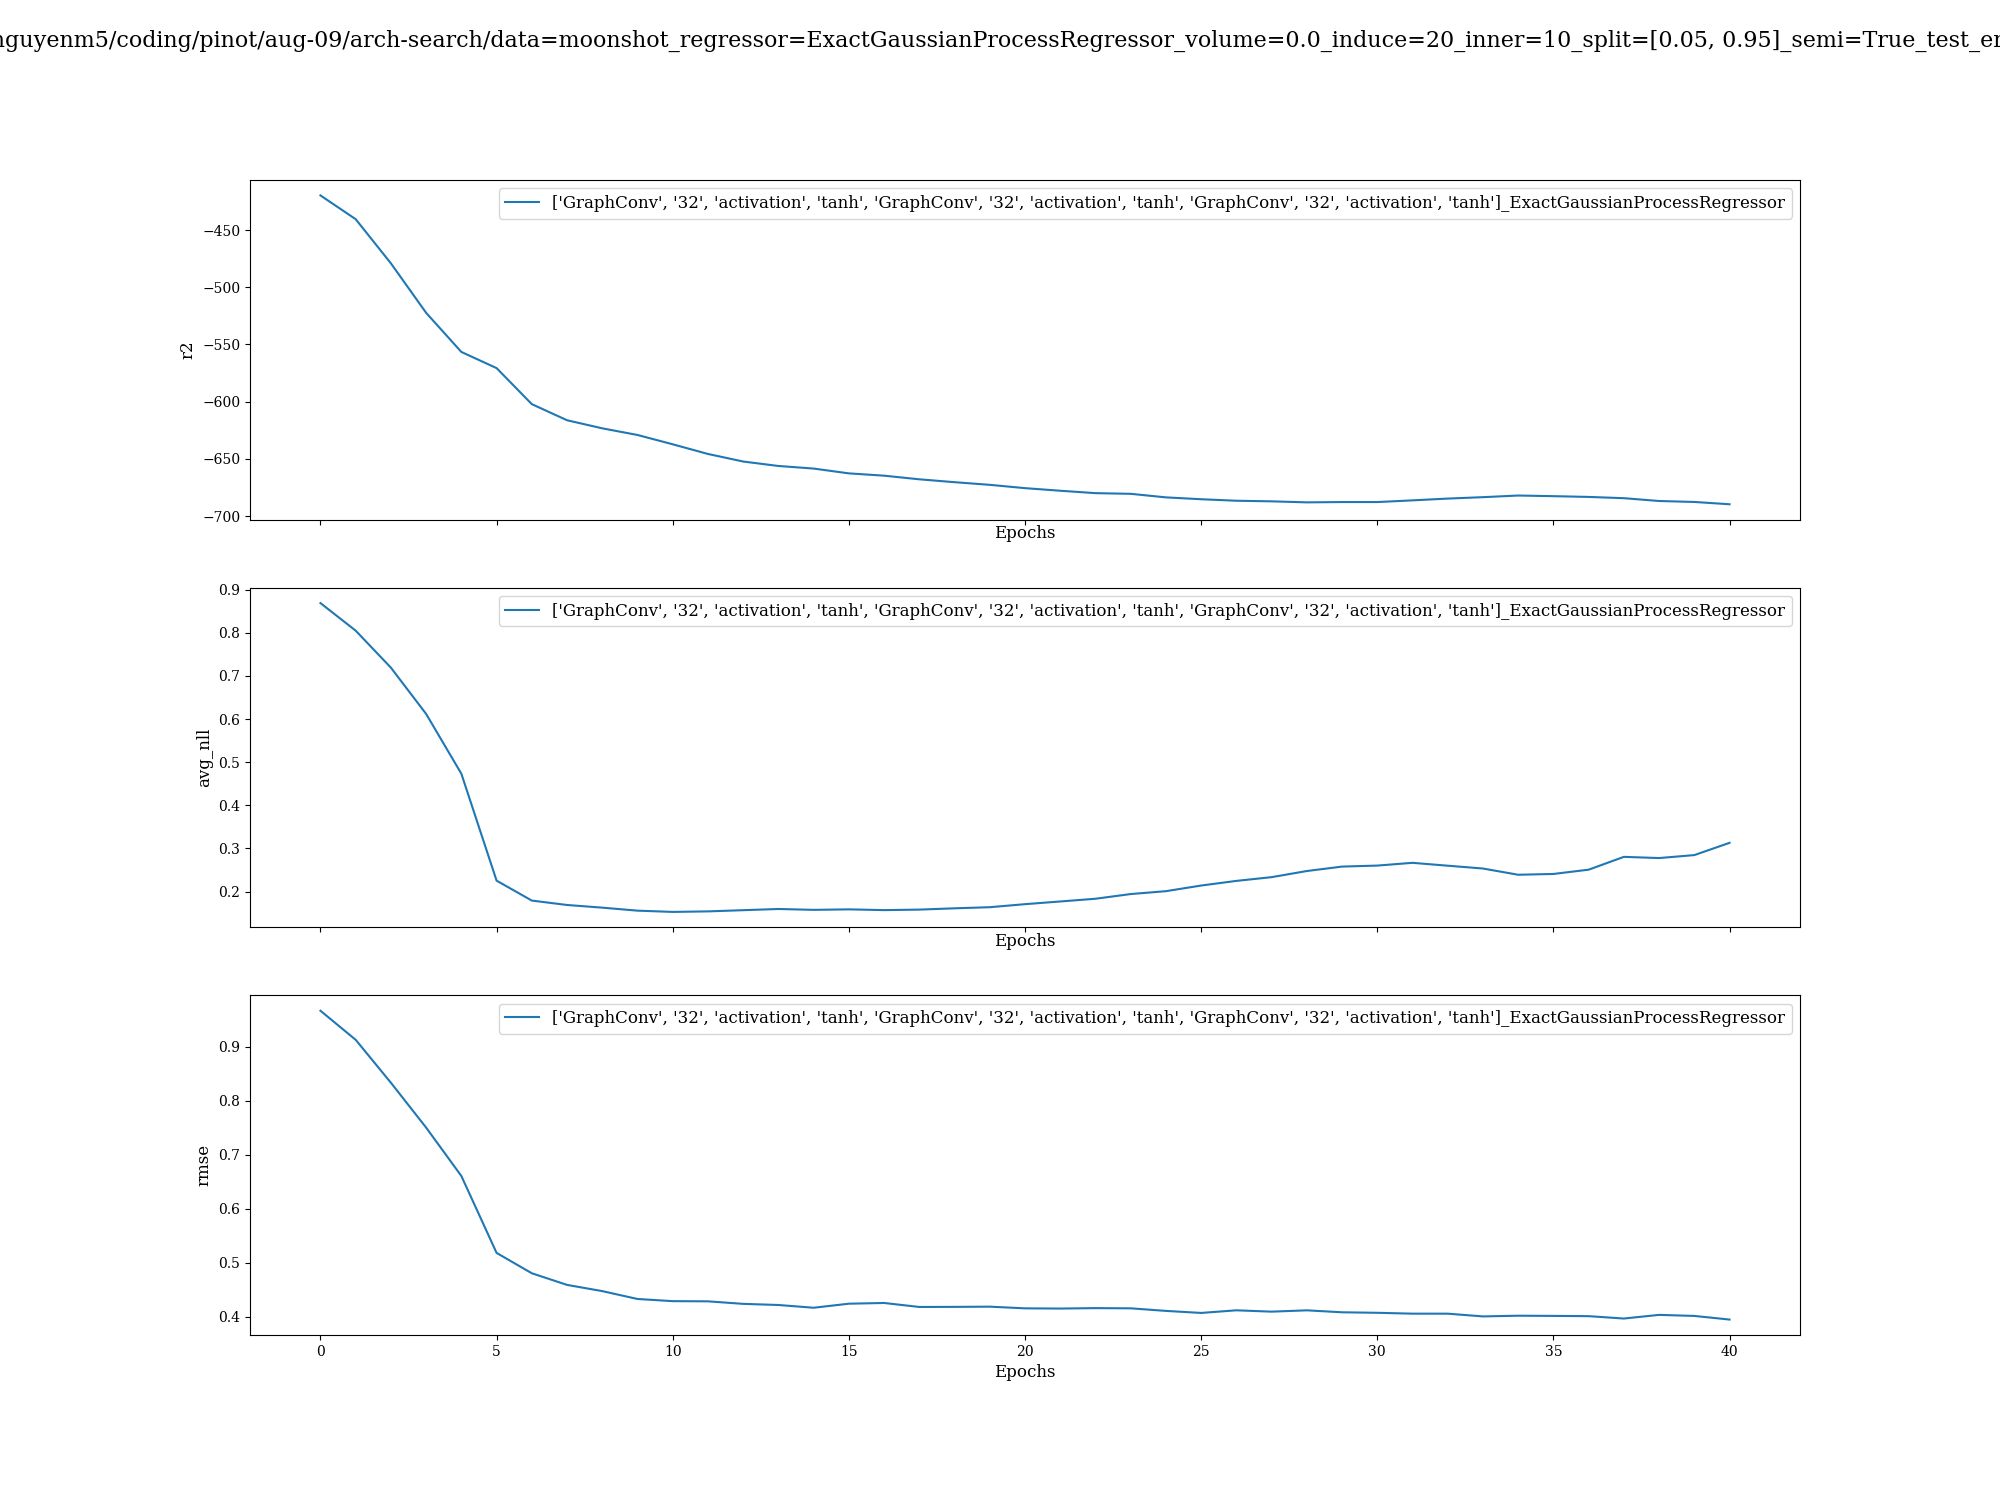 nguyenm5/coding/pinot/aug-09/arch-search/data=moonshot_regressor=ExactGaussianProcessRegressor_volume=0.0_induce=20_inner=10_split=[0.05, 0.95]_semi=True_test_er
['GraphConv', '32', 'activation', 'tanh', 'GraphConv', '32', 'activation', 'tanh', 'GraphConv', '32', 'activation', 'tanh']_ExactGaussianProcessRegressor
−450
−500
−550
−600
−650
−700
r2
Epochs
['GraphConv', '32', 'activation', 'tanh', 'GraphConv', '32', 'activation', 'tanh', 'GraphConv', '32', 'activation', 'tanh']_ExactGaussianProcessRegressor
0.9
0.8
0.7
0.6
0.5
0.4
0.3
0.2
avg_nll
Epochs
['GraphConv', '32', 'activation', 'tanh', 'GraphConv', '32', 'activation', 'tanh', 'GraphConv', '32', 'activation', 'tanh']_ExactGaussianProcessRegressor
0.9
0.8
0.7
0.6
0.5
0.4
rmse
0 5 10 15 20 25 30 35 40
Epochs